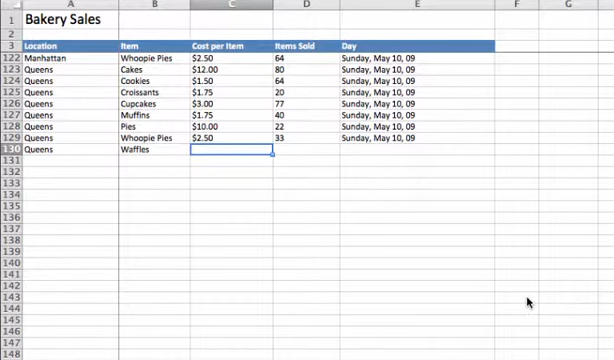 A B C D E F G
1 Bakery Sales
2
3 Location Item Cost per Item Items Sold Day
122 Manhattan Whoopie Pies $2.50 64 Sunday, May 10, 09
123 Queens Cakes $12.00 80 Sunday, May 10, 09
124 Queens Cookies $1.50 64 Sunday, May 10, 09
125 Queens Croissants $1.75 20 Sunday, May 10, 09
126 Queens Cupcakes $3.00 77 Sunday, May 10, 09
127 Queens Muffins $1.75 40 Sunday, May 10, 09
128 Queens Pies $10.00 22 Sunday, May 10, 09
129 Queens Whoopie Pies $2.50 33 Sunday, May 10, 09
130 Queens Waffles
131
132
133
134
135
136
137
138
139
140
141
142
143
144
145
146
147
148